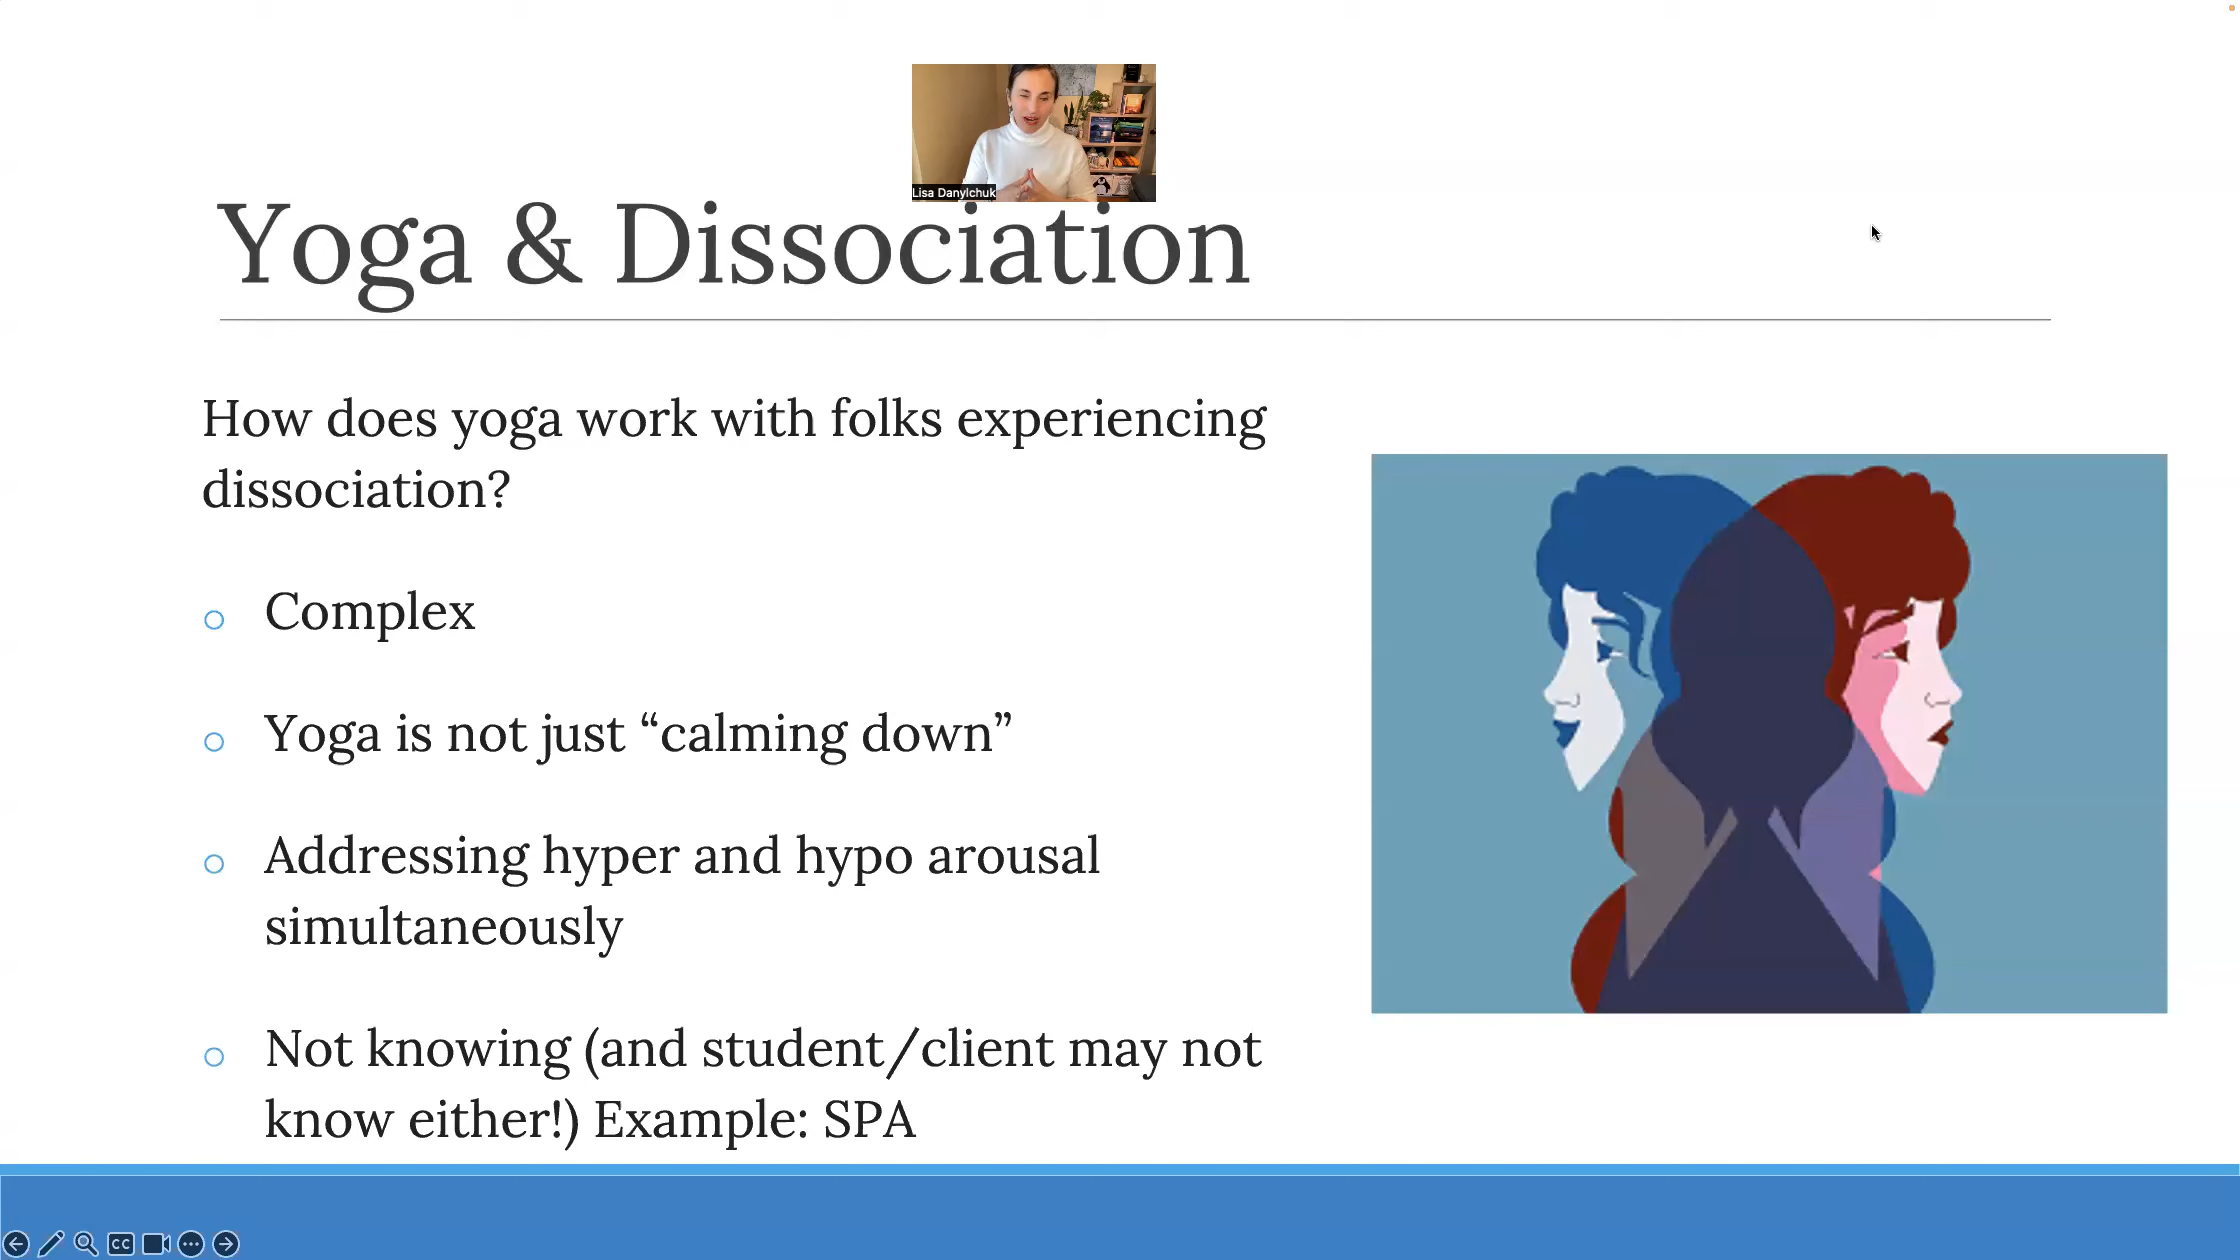 Lisa Danylchuk
Yoga & Dissociation
How does yoga work with folks experiencing
dissociation?
Complex
Yoga is not just “calming down”
Addressing hyper and hypo arousal
simultaneously
Not knowing (and student/client may not
know either!) Example: SPA
CC